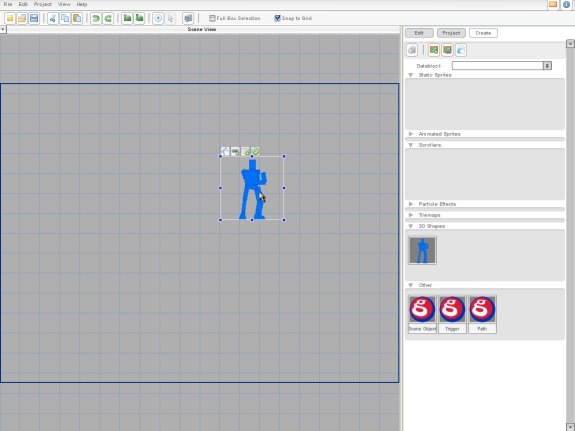 File Edit Project View Help
Full Box Selection Snap to Grid
Scene View
Edit Project Create
Datablock
Static Sprites
Animated Sprites
Scrollers
Particle Effects
Tilemaps
3D Shapes
Other
Scene Object Trigger Path